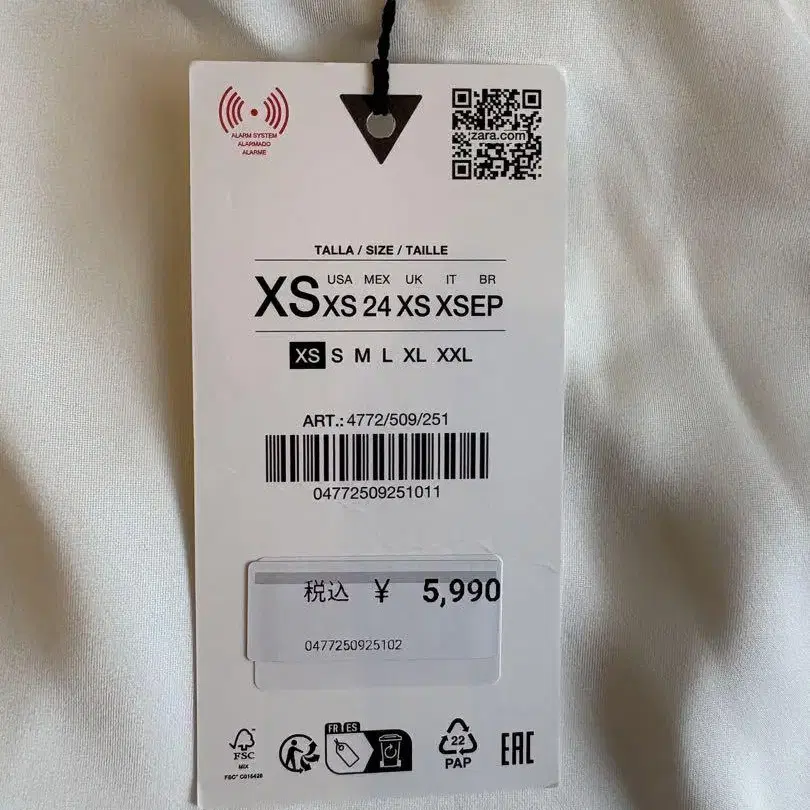 ALARM SYSTEM
ALARMADO
ALARME
zara.com
TALLA / SIZE / TAILLE
USA MEX UK IT BR
XS XS 24 XS XS EP
XS S M L XL XXL
ART.: 4772/509/251
04772509251011
税込 ¥ 5,990
0477250925102
FR ES
FSC
MIX
FSC® C016428
22
PAP
EAC